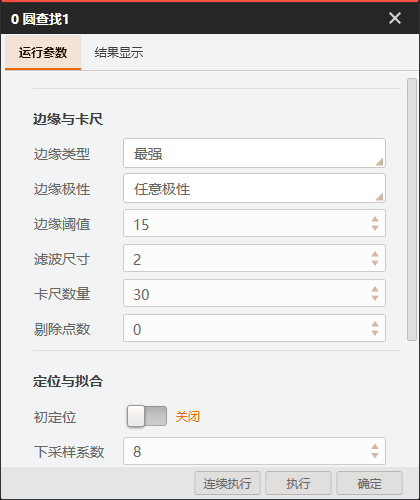 0 圆查找1
运行参数 结果显示
边缘与卡尺
边缘类型 最强
边缘极性 任意极性
边缘阈值 15
滤波尺寸 2
卡尺数量 30
剔除点数 0
定位与拟合
初定位 关闭
下采样系数 8
连续执行 执行 确定